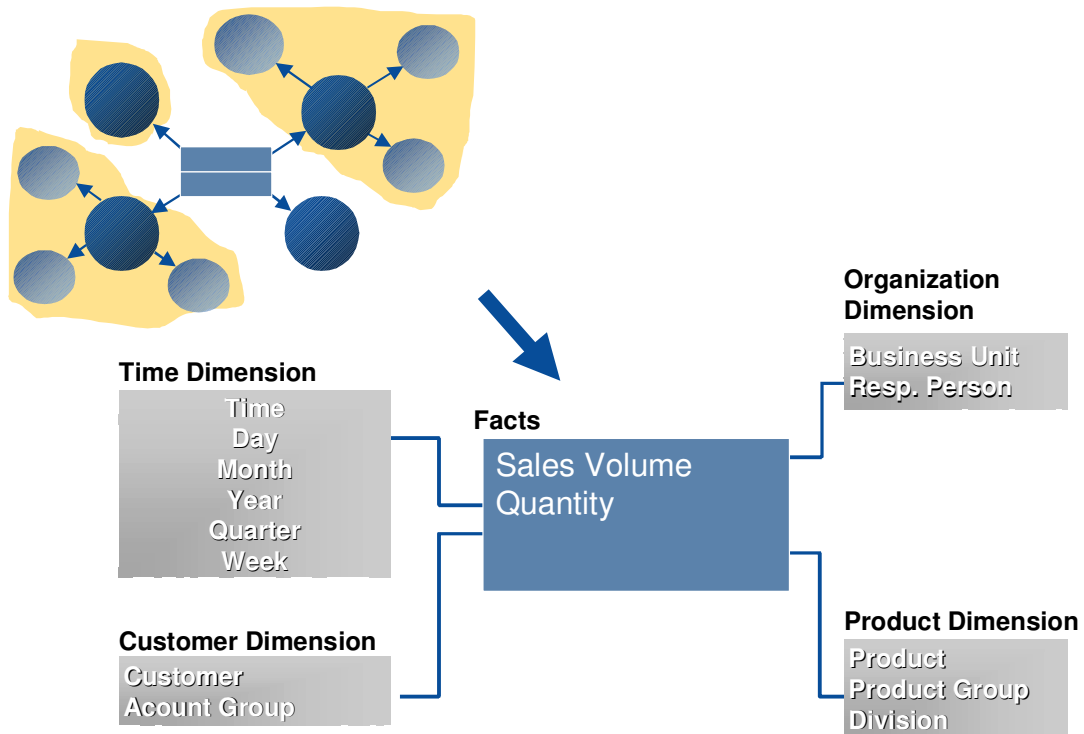 Organization
Dimension
Business Unit
Resp. Person
Time Dimension
Time
Day
Month
Year
Quarter
Week
Facts
Sales Volume
Quantity
Customer Dimension
Customer
Acount Group
Product Dimension
Product
Product Group
Division